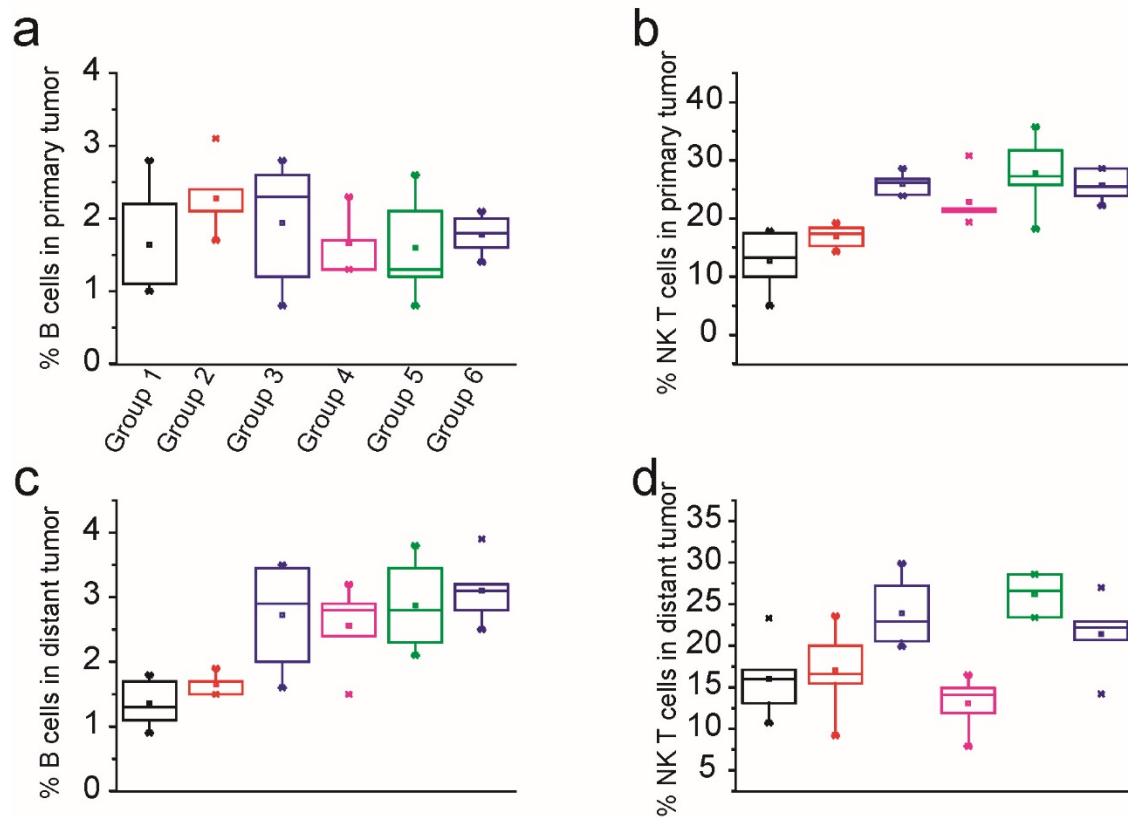 a
% B cells in primary tumor
4
3
2
1
0
Group 1
Group 2
Group 3
Group 4
Group 5
Group 6
b
% NK T cells in primary tumor
40
30
20
10
0
c
% B cells in distant tumor
4
3
2
1
0
d
% NK T cells in distant tumor
35
30
25
20
15
10
5